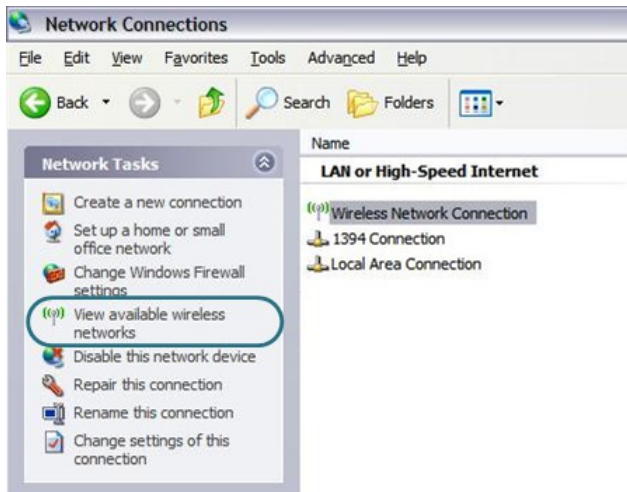 Network Connections
File Edit View Favorites Tools Advanced Help
Back Search Folders
Name
Network Tasks
LAN or High-Speed Internet
Create a new connection
Set up a home or small
office network
Change Windows Firewall
settings
View available wireless
networks
Disable this network device
Repair this connection
Rename this connection
Change settings of this
connection
Wireless Network Connection
1394 Connection
Local Area Connection